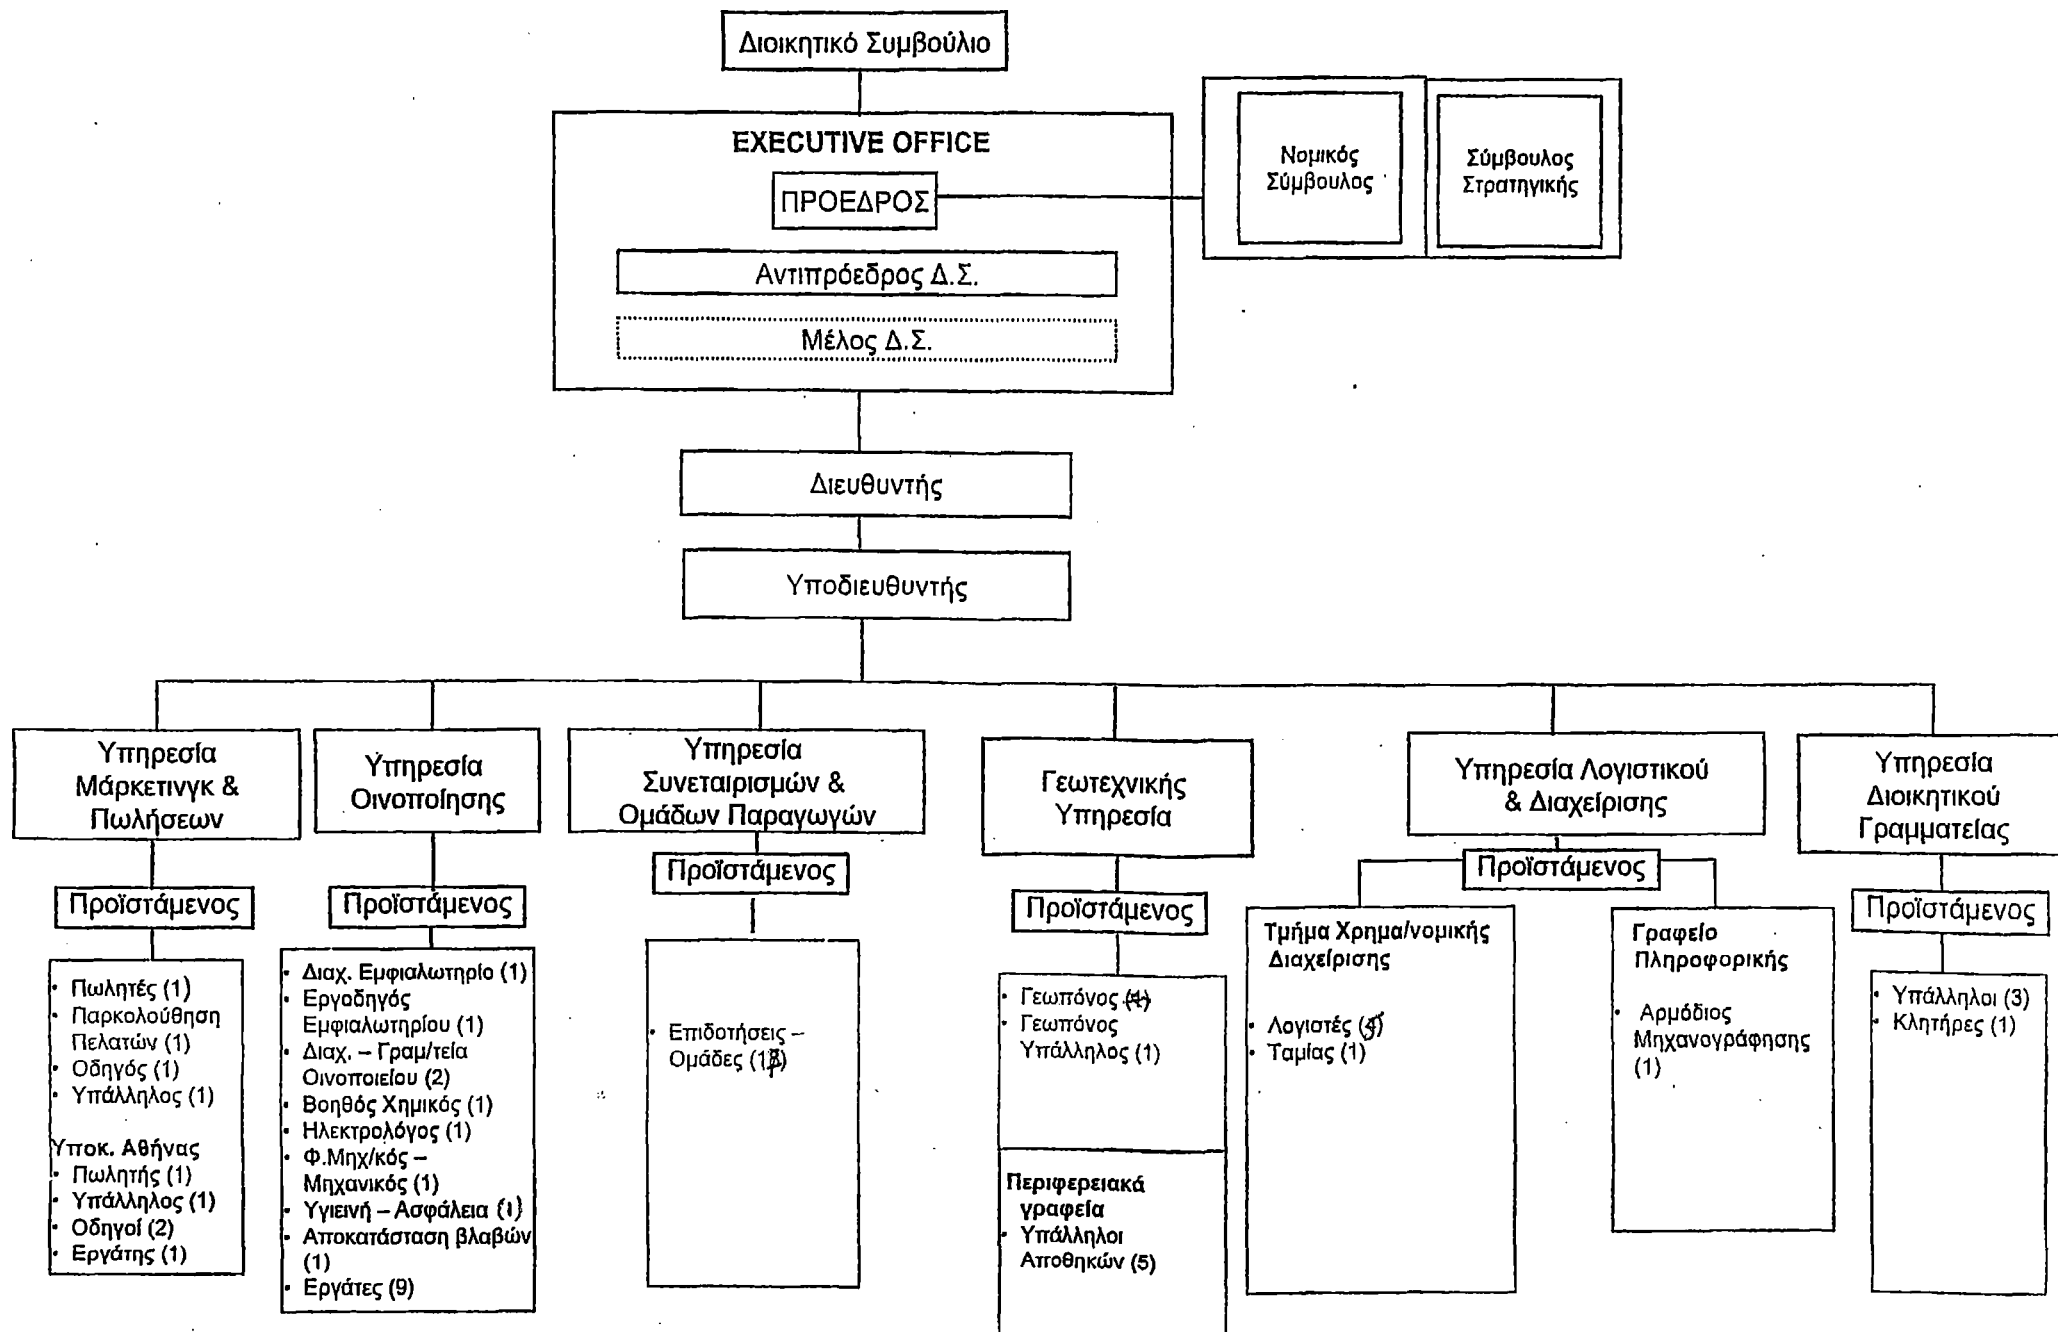 Διοικητικό Συμβούλιο
EXECUTIVE OFFICE
ΠΡΟΕΔΡΟΣ
Αντιπρόεδρος Δ.Σ.
Μέλος Δ.Σ.
Νομικός
Σύμβουλος
Σύμβουλος
Στρατηγικής
Διευθυντής
Υποδιευθυντής
Υπηρεσία
Μάρκετινγκ &
Πωλήσεων
Προϊστάμενος
• Πωλητές (1)
• Παρκολούθηση
Πελατών (1)
• Οδηγός (1)
• Υπάλληλος (1)
Υποκ. Αθήνας
• Πωλητής (1)
• Υπάλληλος (1)
• Οδηγοί (2)
• Εργάτης (1)
Υπηρεσία
Οινοποίησης
Προϊστάμενος
• Διαχ. Εμφιαλωτηρίο (1)
• Εργοδηγός
Εμφιαλωτηρίου (1)
• Διαχ. – Γραμ/τεία
Οινοποιείου (2)
• Βοηθός Χημικός (1)
• Ηλεκτρολόγος (1)
• Φ.Μηχ/κός –
Μηχανικός (1)
• Υγιεινή – Ασφάλεια (1)
• Αποκατάσταση βλαβών
(1)
• Εργάτες (9)
Υπηρεσία
Συνεταιρισμών &
Ομάδων Παραγωγών
Προϊστάμενος
• Επιδοτήσεις –
Ομάδες
Γεωτεχνικής
Υπηρεσία
Προϊστάμενος
• Γεωπόνος
• Γεωπόνος
Υπάλληλος (1)
Περιφερειακά
γραφεία
• Υπάλληλοι
Αποθηκών (5)
Υπηρεσία Λογιστικού
& Διαχείρισης
Προϊστάμενος
Τμήμα Χρημα/νομικής
Διαχείρισης
• Λογιστές
• Ταμίας (1)
Γραφείο
Πληροφορικής
• Αρμόδιος
Μηχανογράφησης
(1)
Υπηρεσία
Διοικητικού
Γραμματείας
Προϊστάμενος
• Υπάλληλοι (3)
• Κλητήρες (1)